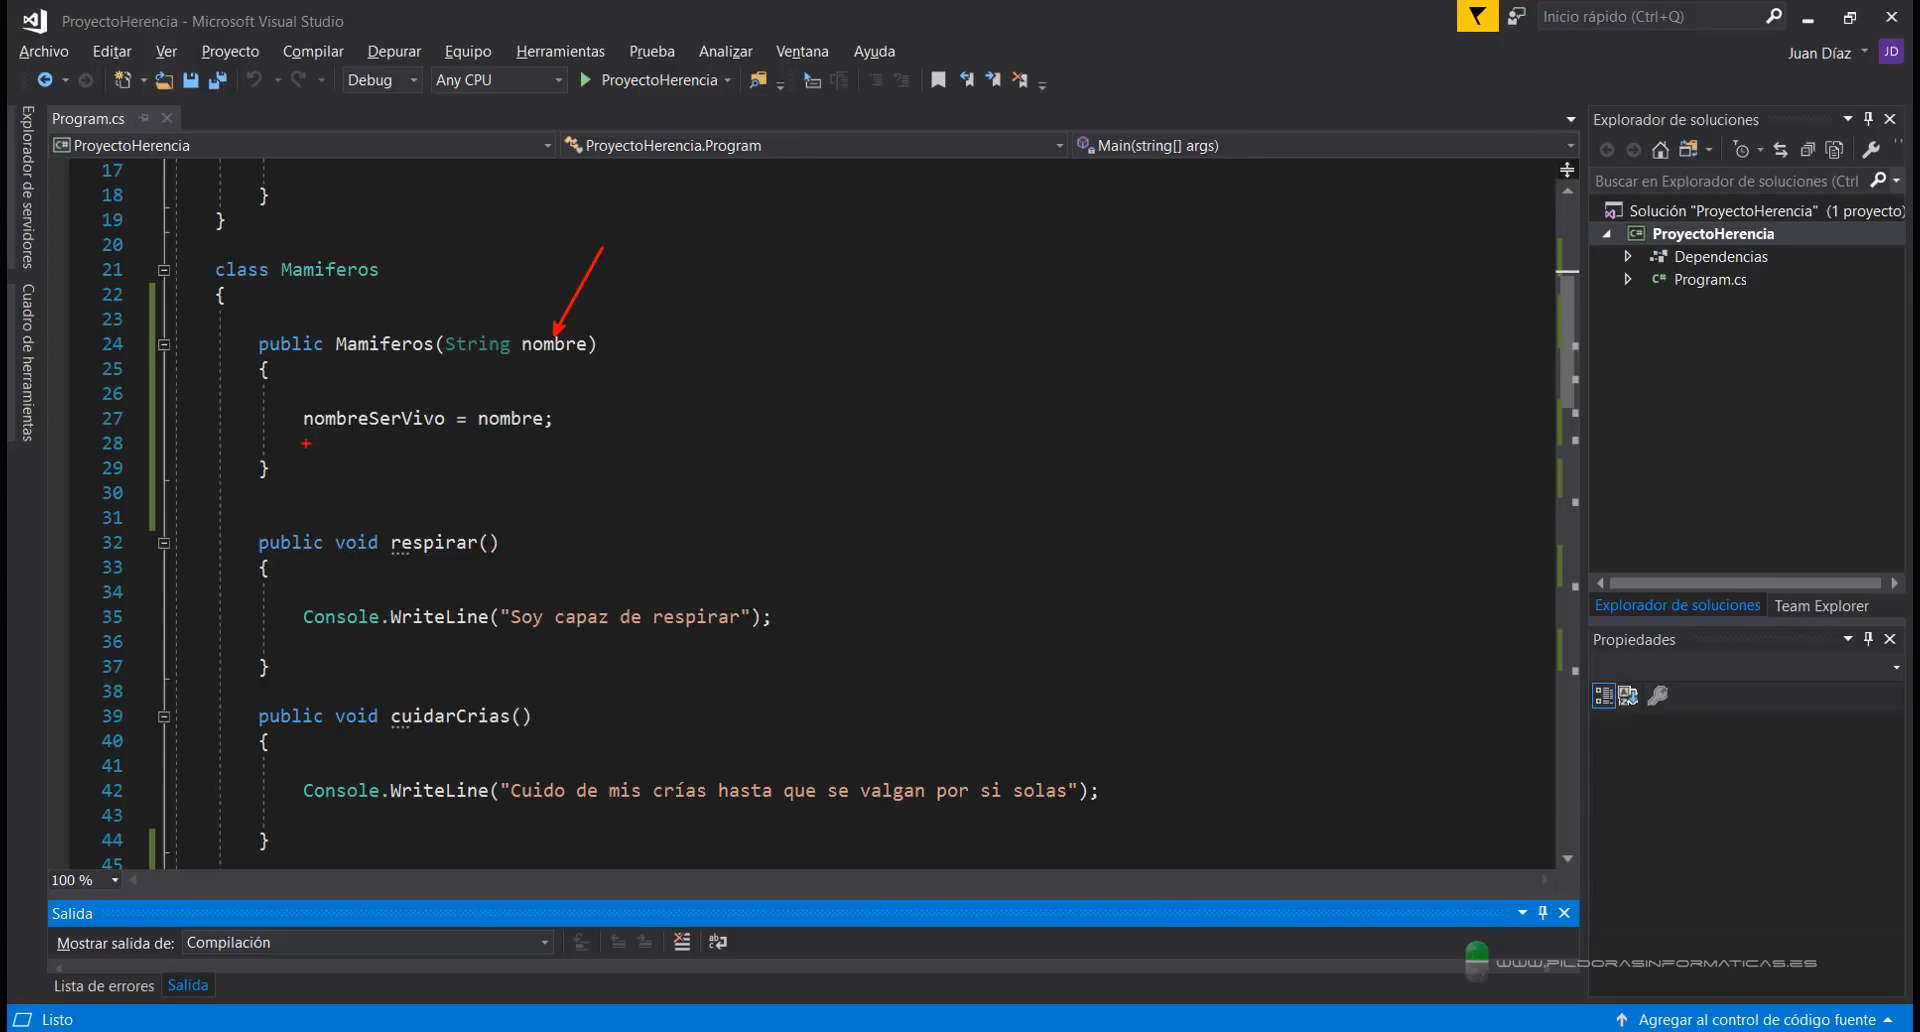 ProyectoHerencia - Microsoft Visual Studio
Inicio rápido (Ctrl+Q)
Archivo Editar Ver Proyecto Compilar Depurar Equipo Herramientas Prueba Analizar Ventana Ayuda
Juan Díaz JD
Debug Any CPU ProyectoHerencia
Explorador de servidores
Cuadro de herramientas
Program.cs
C# ProyectoHerencia ProyectoHerencia.Program Main(string[] args)
17
18 }
19 }
20
21 class Mamiferos
22 {
23
24 public Mamiferos(String nombre)
25 {
26
27 nombreSerVivo = nombre;
28
29 }
30
31
32 public void respirar()
33 {
34
35 Console.WriteLine("Soy capaz de respirar");
36
37 }
38
39 public void cuidarCrias()
40 {
41
42 Console.WriteLine("Cuido de mis crías hasta que se valgan por si solas");
43
44 }
45
100 %
Salida
Mostrar salida de: Compilación
Lista de errores Salida
Listo
Explorador de soluciones
Buscar en Explorador de soluciones (Ctrl
Solución "ProyectoHerencia" (1 proyecto)
C# ProyectoHerencia
Dependencias
C# Program.cs
Explorador de soluciones Team Explorer
Propiedades
WWW.PILDORASINFORMATICAS.ES
Agregar al control de código fuente